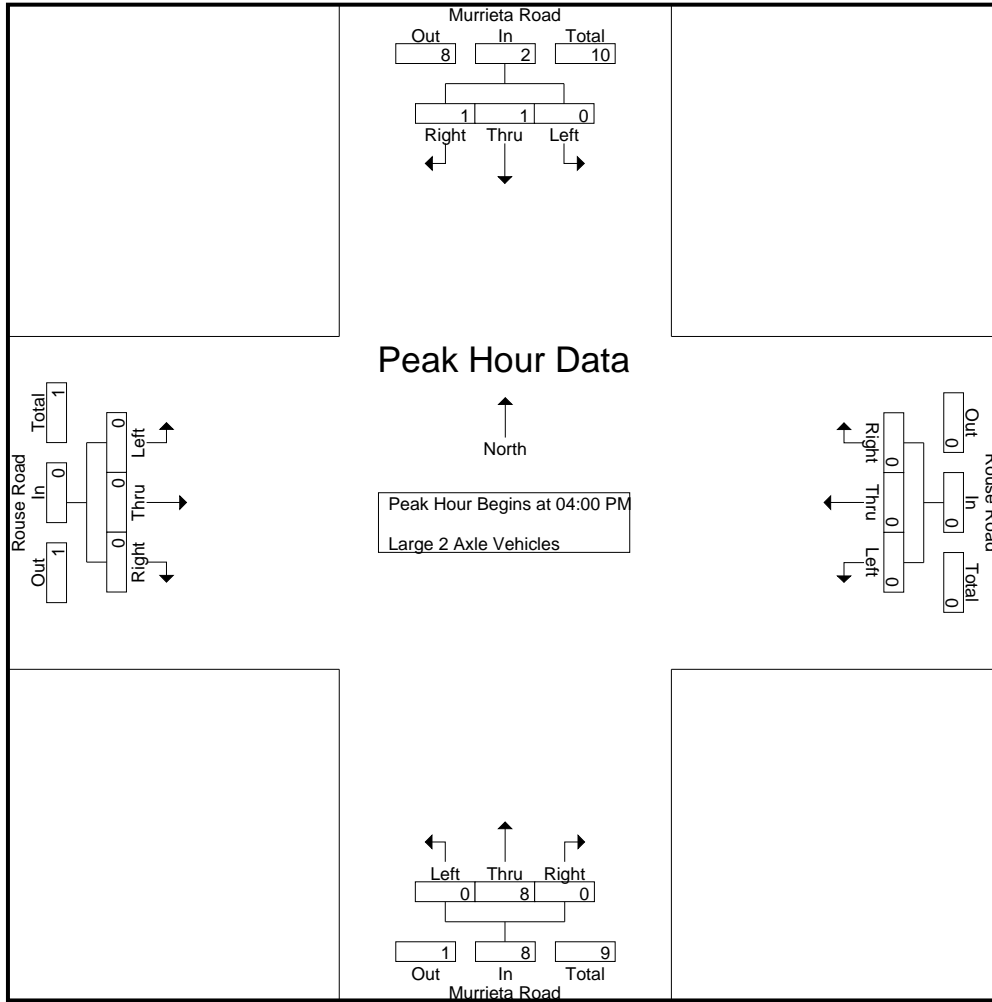 Murrieta Road
Out In Total
8 2 10
1 1 0
Right Thru Left
Peak Hour Data
North
Peak Hour Begins at 04:00 PM
Large 2 Axle Vehicles
Rouse Road
Out In Total
1 0 1
0 0 0
Left Thru Right
Rouse Road
Out In Total
0 0 0
0 0 0
Right Thru Left
Left Thru Right
0 8 0
1 8 9
Out In Total
Murrieta Road